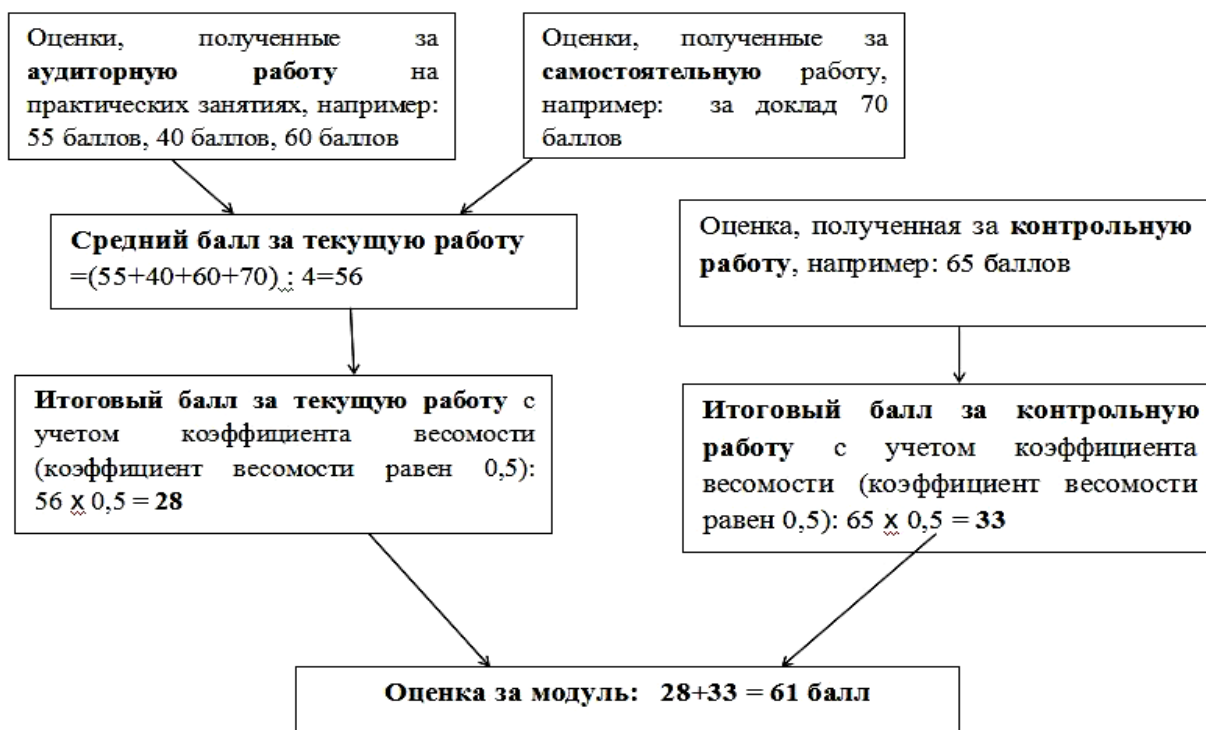 Оценки, полученные за
аудиторную работу на
практических занятиях, например:
55 баллов, 40 баллов, 60 баллов
Оценки, полученные за
самостоятельную работу,
например: за доклад 70
баллов
Средний балл за текущую работу
=(55+40+60+70) : 4=56
Оценка, полученная за контрольную
работу, например: 65 баллов
Итоговый балл за текущую работу с
учетом коэффициента весомости
(коэффициент весомости равен 0,5):
56 х 0,5 = 28
Итоговый балл за контрольную
работу с учетом коэффициента
весомости (коэффициент весомости
равен 0,5): 65 х 0,5 = 33
Оценка за модуль: 28+33 = 61 балл